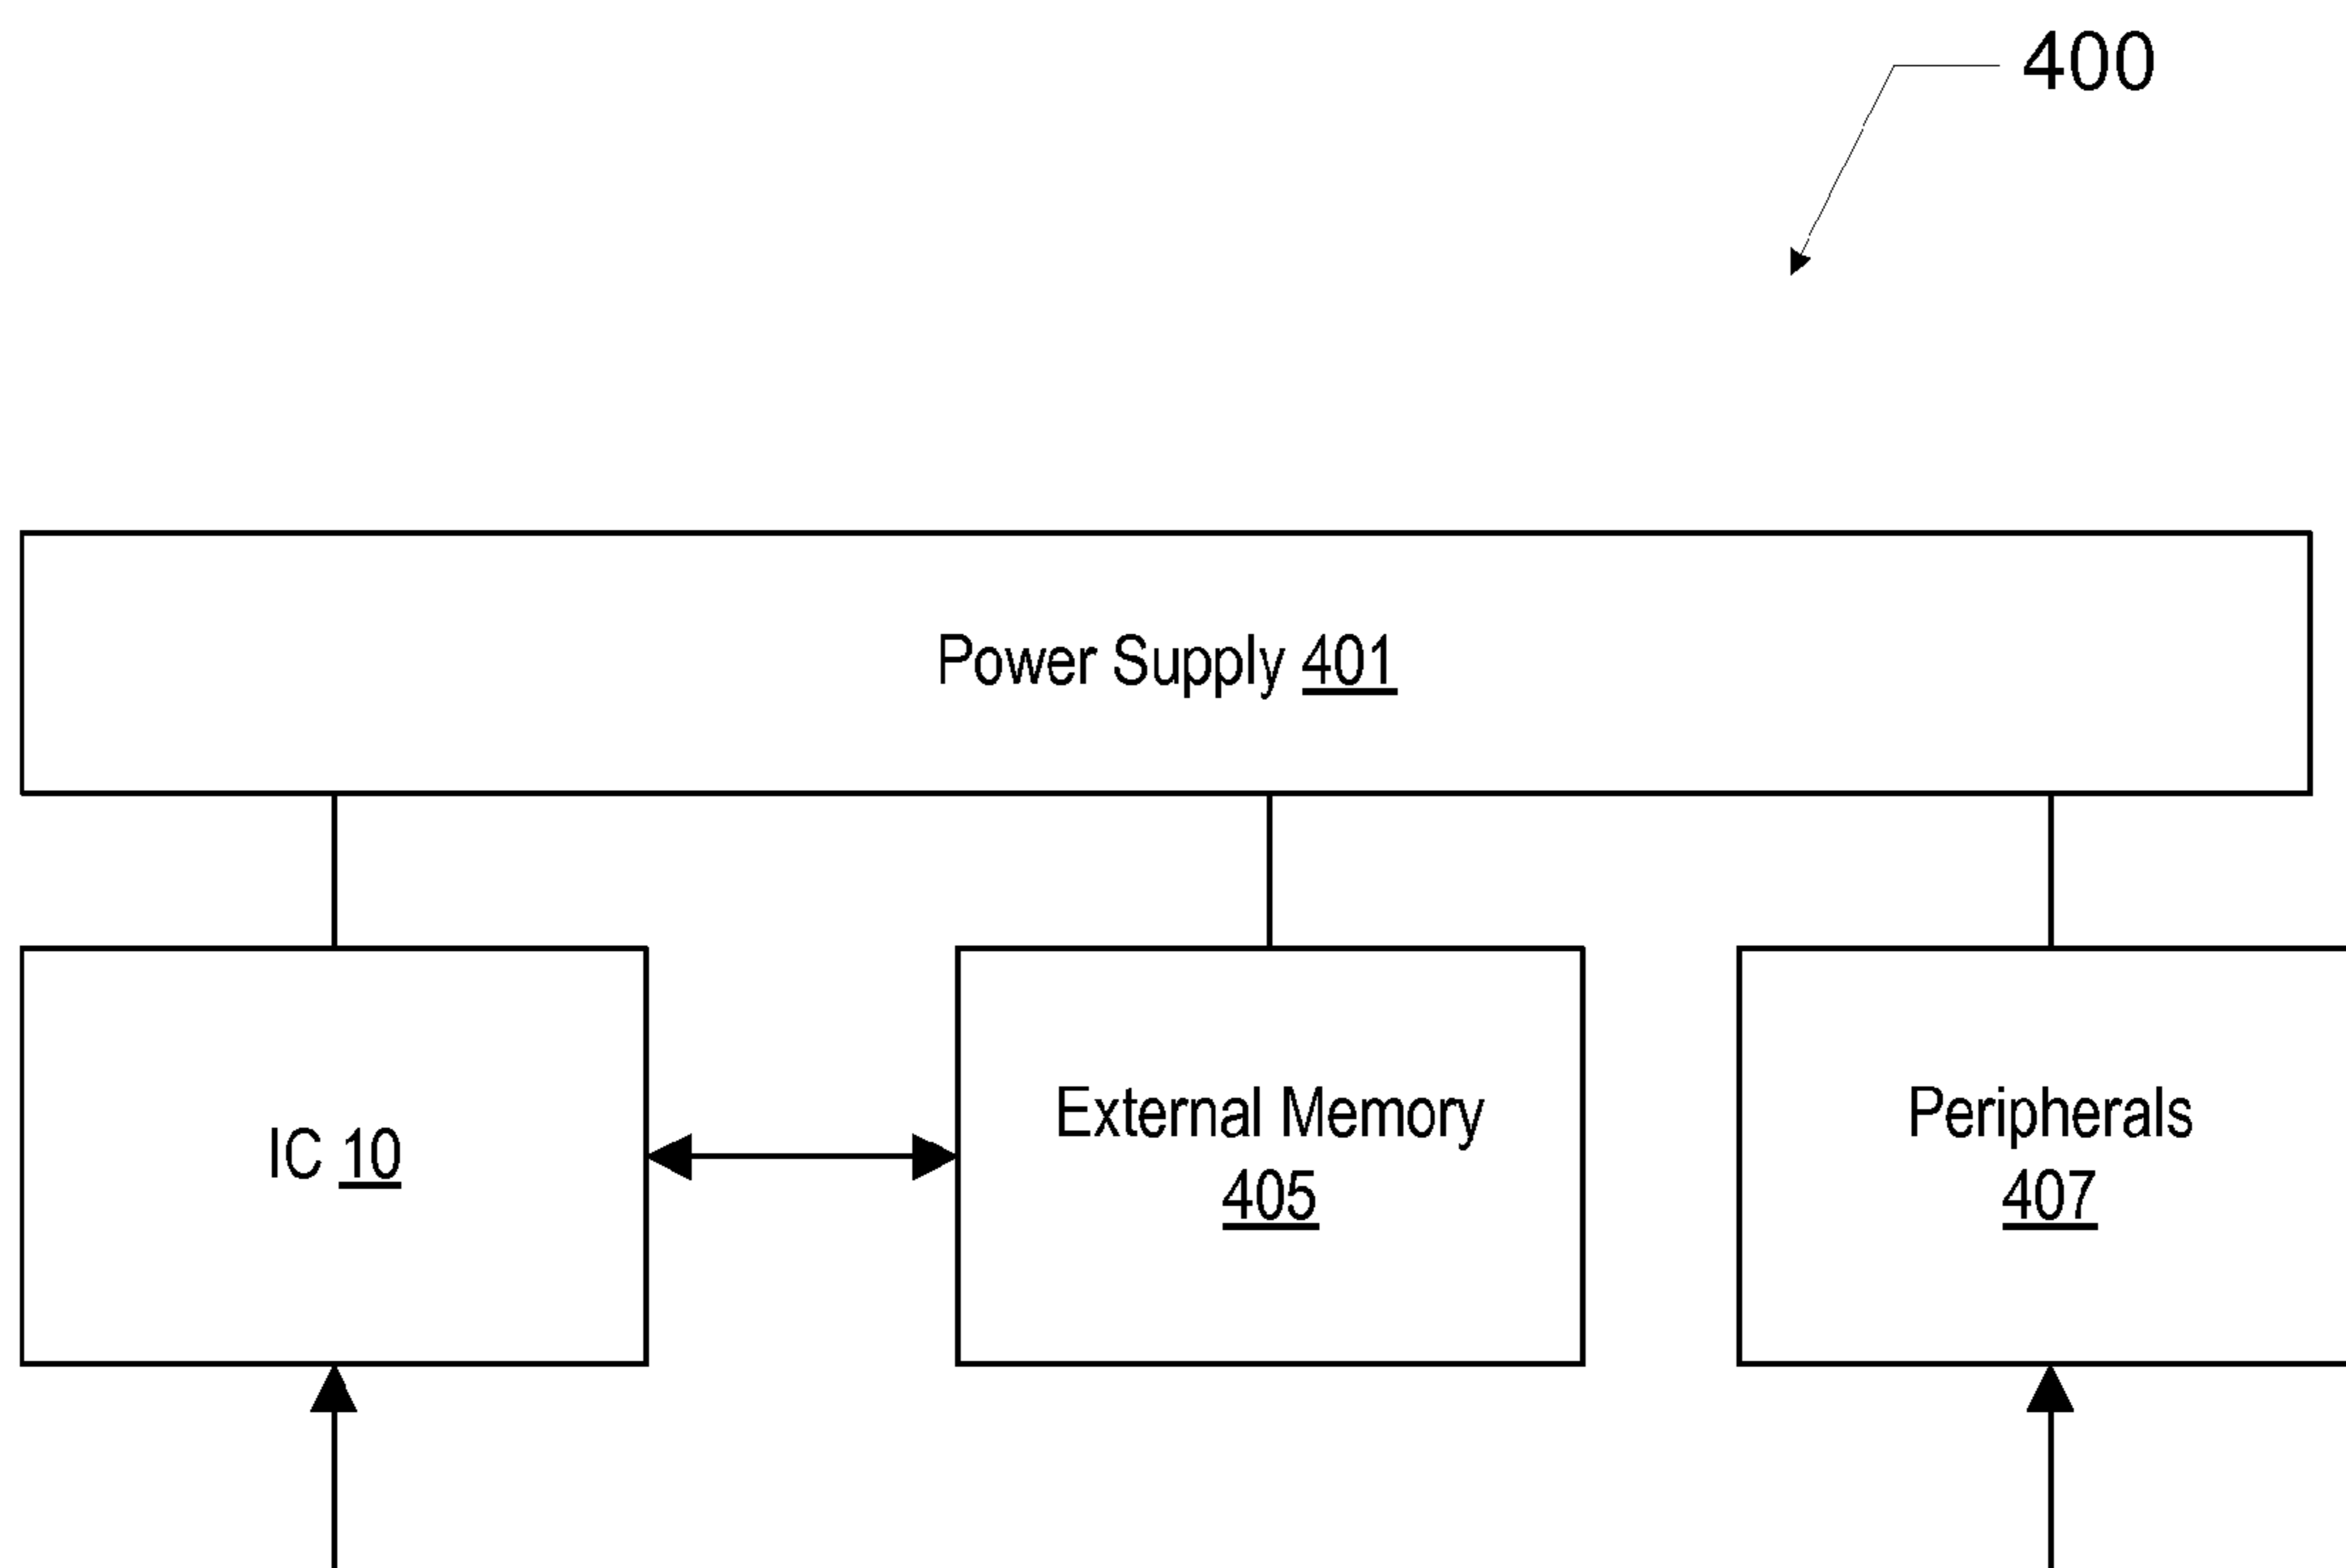 400
Power Supply 401
IC 10
External Memory
405
Peripherals
407